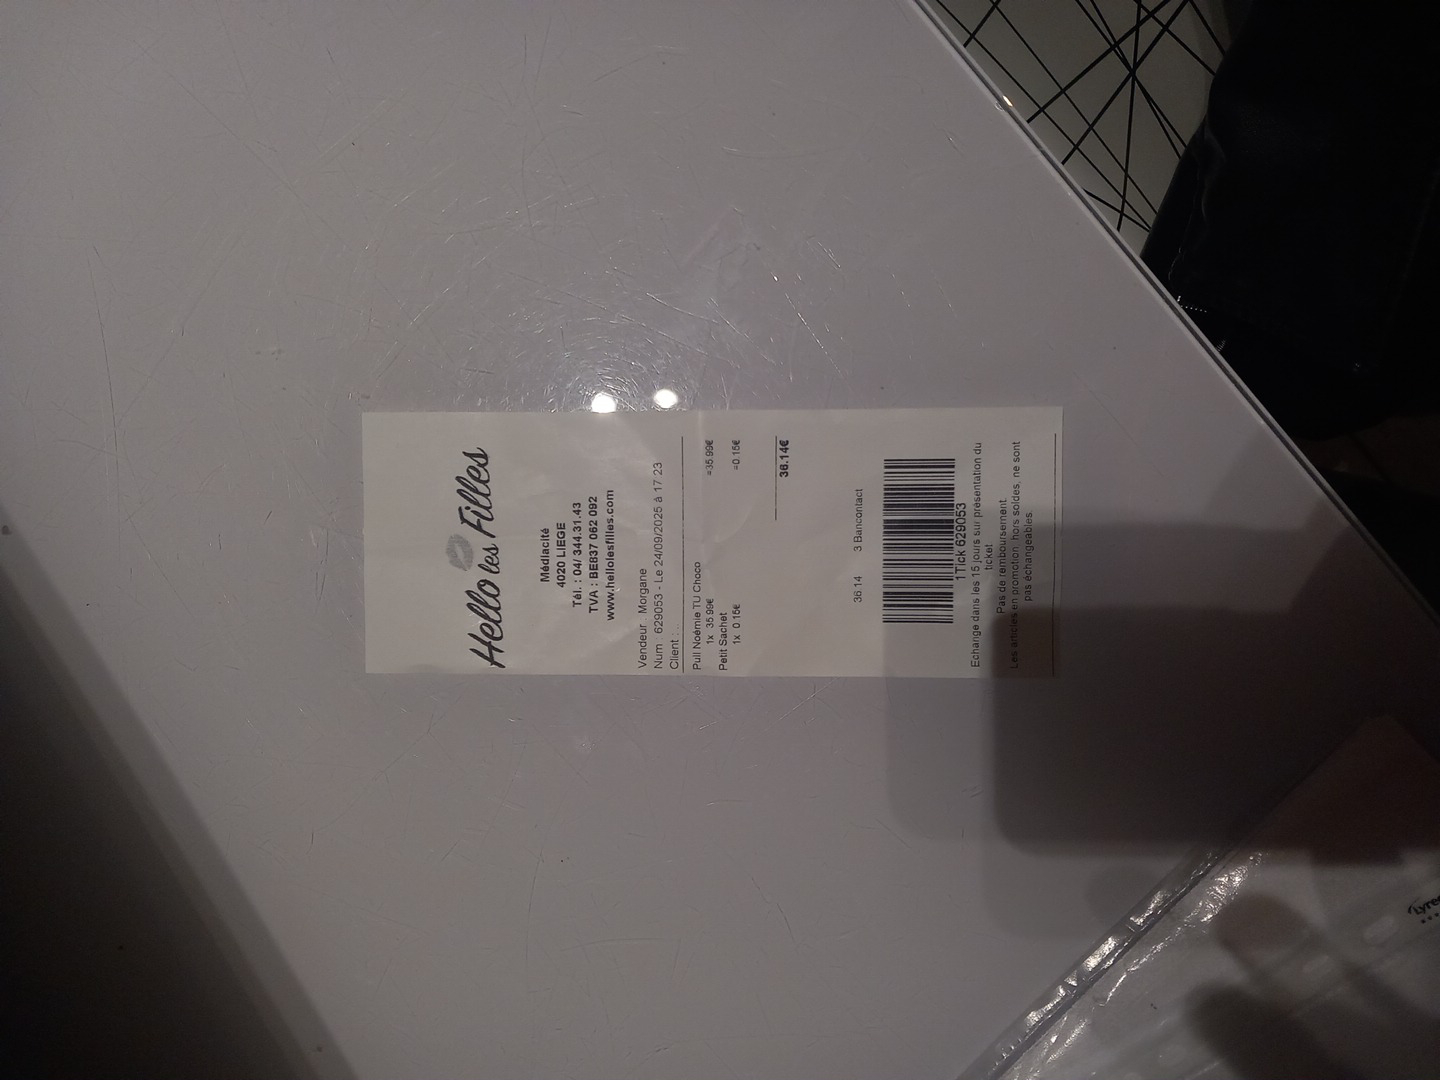 Hello les Filles
Médiacité
4020 LIEGE
Tél. : 04/ 344.31.43
TVA : BE837 062 092
www.hellolesfilles.com
Vendeur Morgane
Num : 629053 - Le 24/09/2025 à 17 23
Client :
Pull Noémie TU Choco
1x 35 99€ =35.99€
Petit Sachet
1x 0 15€ =0.15€
36.14€
36 14 3 Bancontact
1Tick 629053
Echange dans les 15 jours sur présentation du
ticket.
Pas de remboursement.
Les articles en promotion, hors soldes, ne sont
pas échangeables.